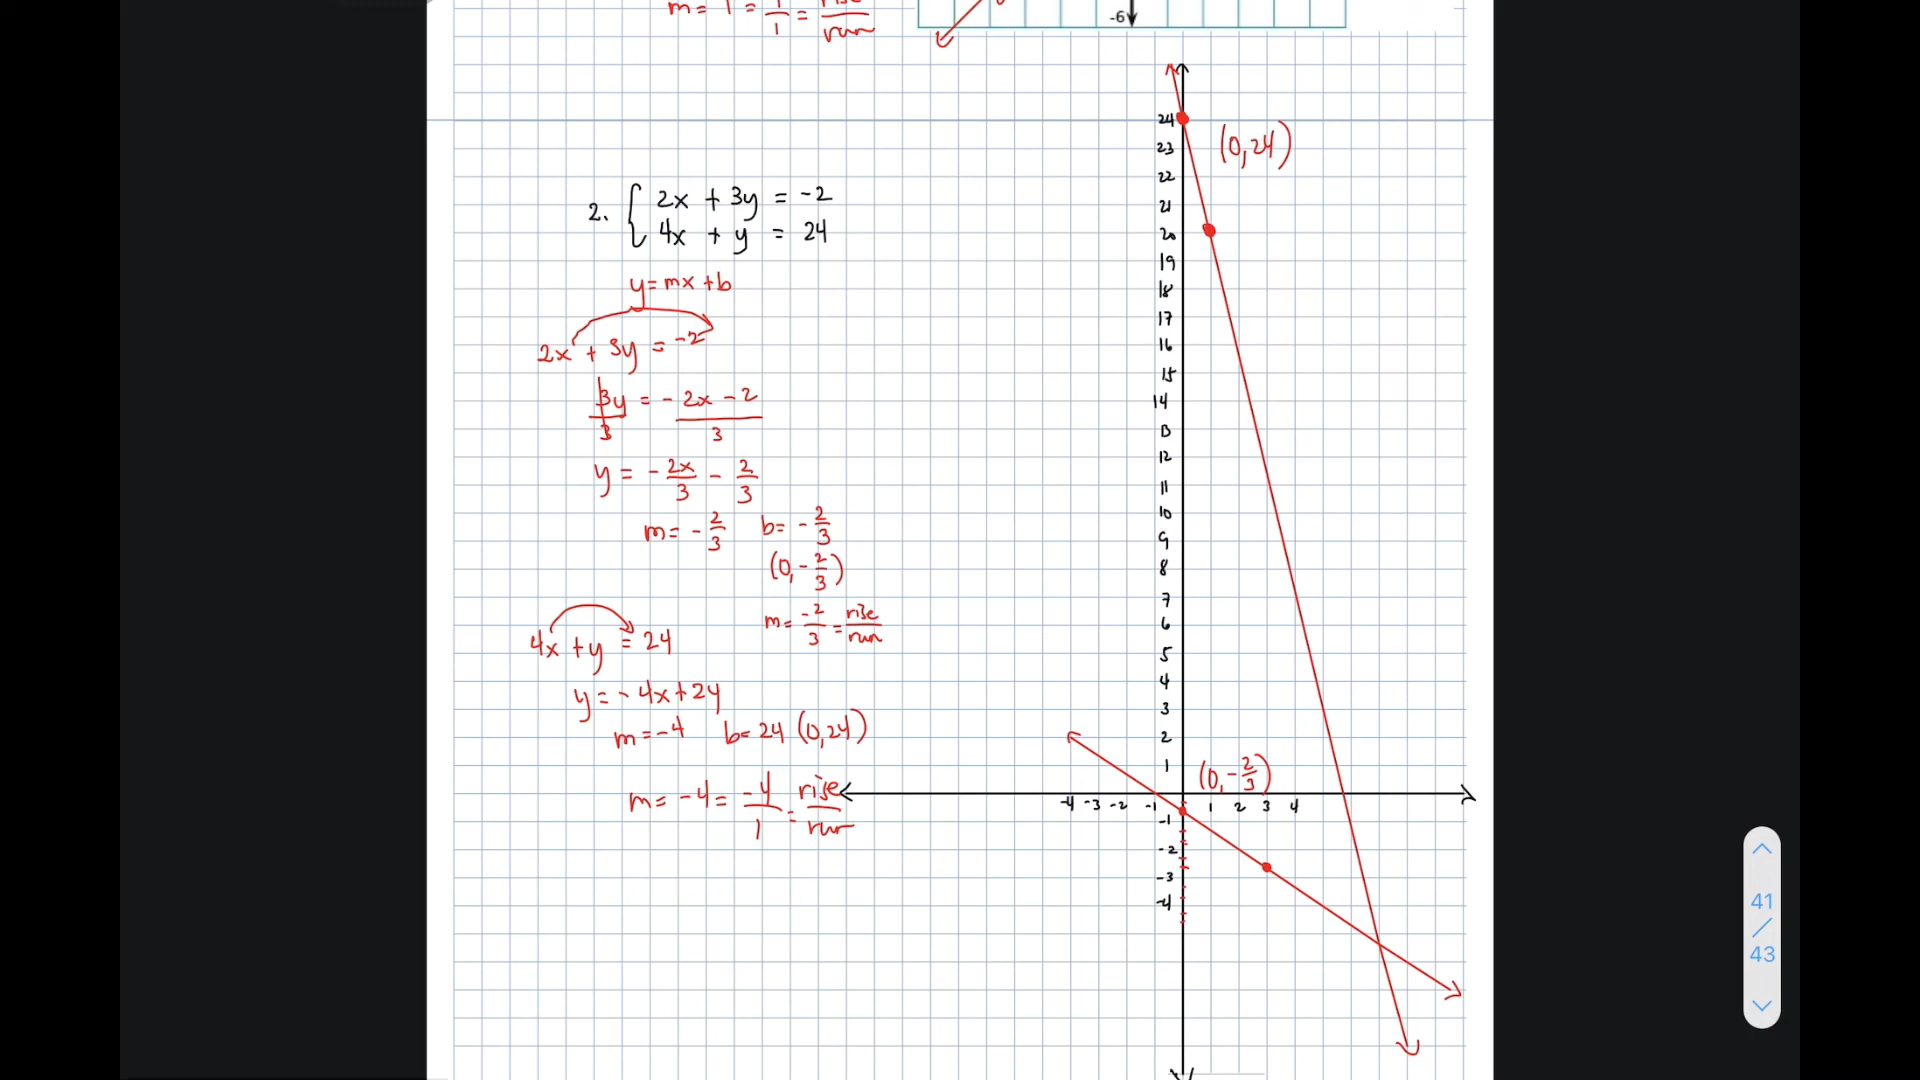 m = 1 = 1/1 = rise/run
-6
2. { 2x + 3y = -2
4x + y = 24
y = mx + b
2x + 3y = -2
3y/3 = -2x - 2/3
y = -2x/3 - 2/3
m = -2/3 b = -2/3
(0, -2/3)
m = -2/3 = rise/run
4x + y = 24
y = -4x + 24
m = -4 b = 24 (0, 24)
m = -4 = -4/1 = rise/run
24
(0, 24)
23
22
21
20
19
18
17
16
15
14
13
12
11
10
9
8
7
6
5
4
3
2
1
(0, -2/3)
-4 -3 -2 -1 1 2 3 4
-1
-2
-3
-4
41
/
43